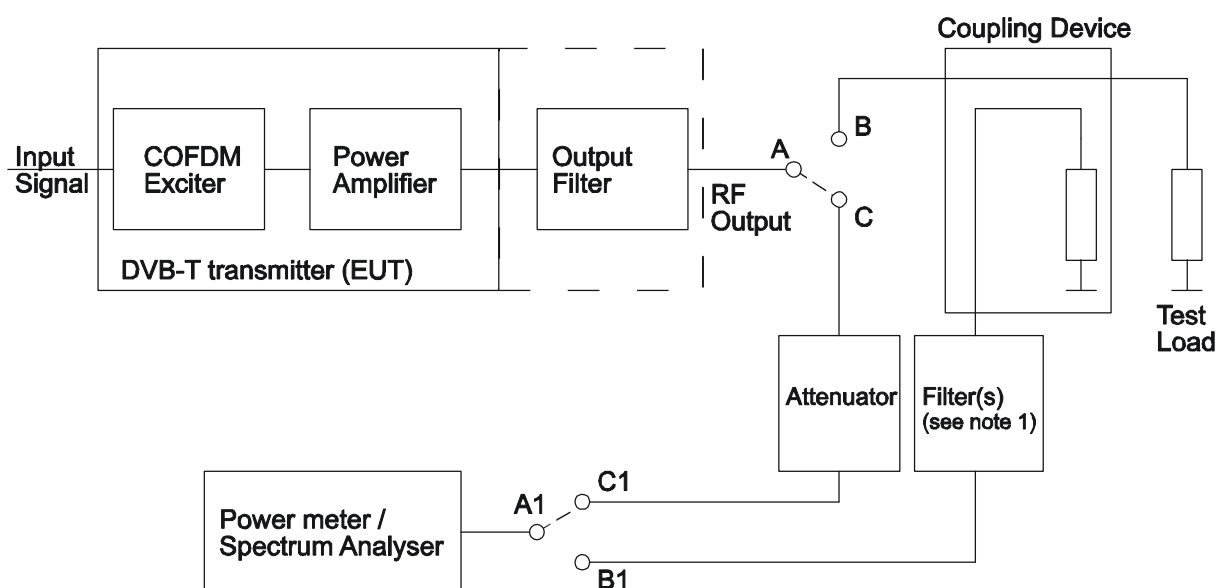 Coupling Device
Input
Signal
COFDM
Exciter
Power
Amplifier
Output
Filter
DVB-T transmitter (EUT)
RF
Output
A
B
C
Test
Load
Attenuator
Filter(s)
(see note 1)
Power meter /
Spectrum Analyser
A1
C1
B1